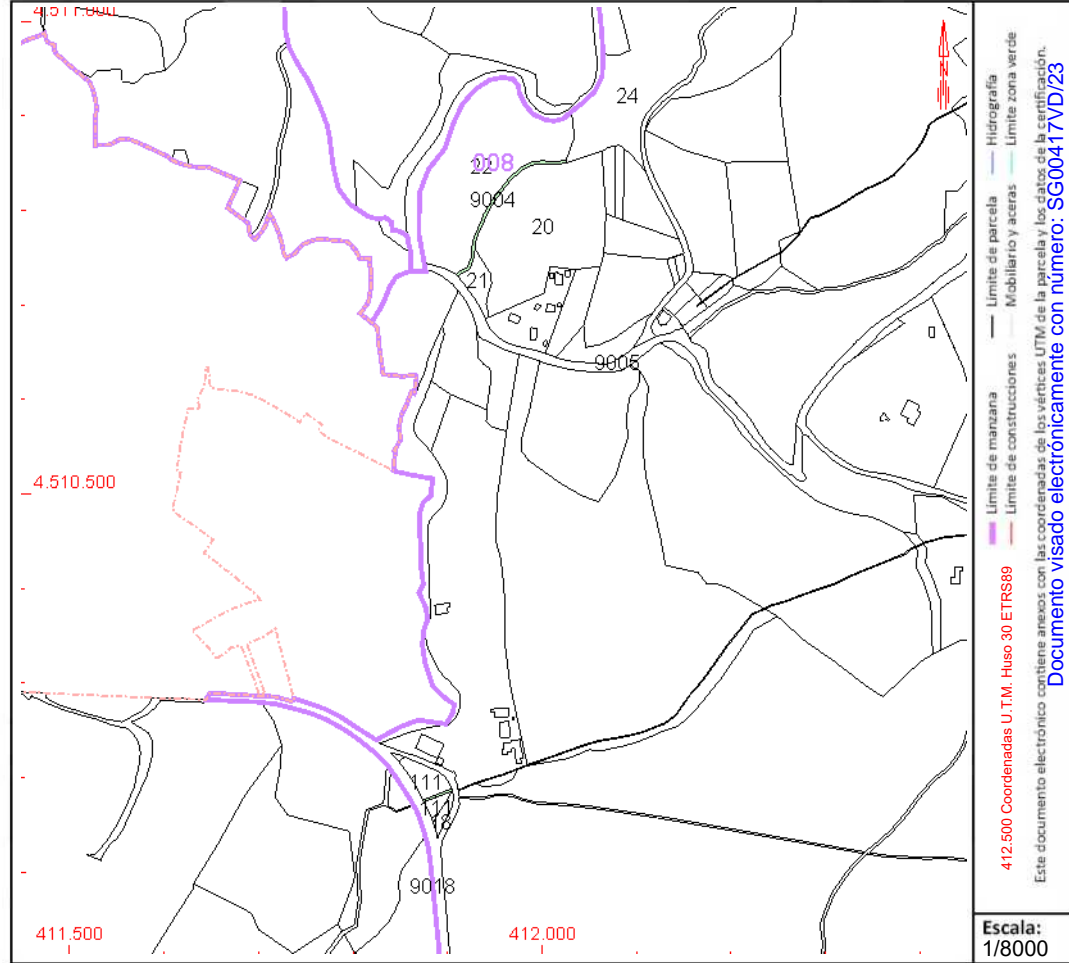 4.511.000
24
008
22
9004
20
21
9005
4.510.500
111
11
18
9018
411.500
412.000
N
Límite de manzana
Límite de parcela
Hidrografía
Límite de construcciones
Mobiliario y aceras
Límite zona verde
412.500 Coordenadas U.T.M. Huso 30 ETRS89
Este documento electrónico contiene anexos con las coordenadas de los vértices UTM de la parcela y los datos de la certificación.
Documento visado electrónicamente con número: SG00417VD/23
Escala:
1/8000